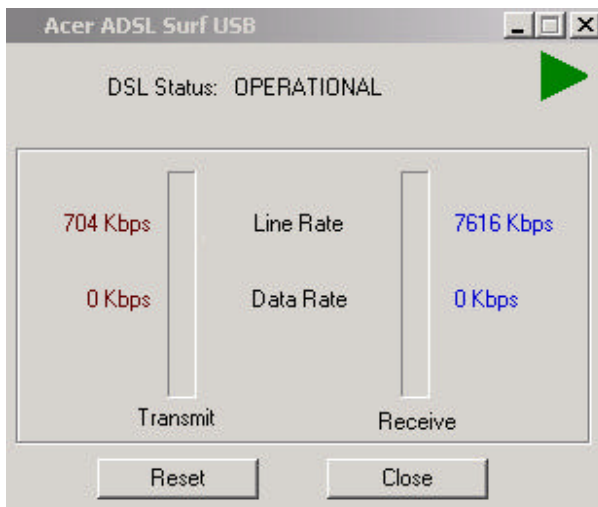 Acer ADSL Surf USB
DSL Status: OPERATIONAL
704 Kbps Line Rate 7616 Kbps
0 Kbps Data Rate 0 Kbps
Transmit Receive
Reset Close